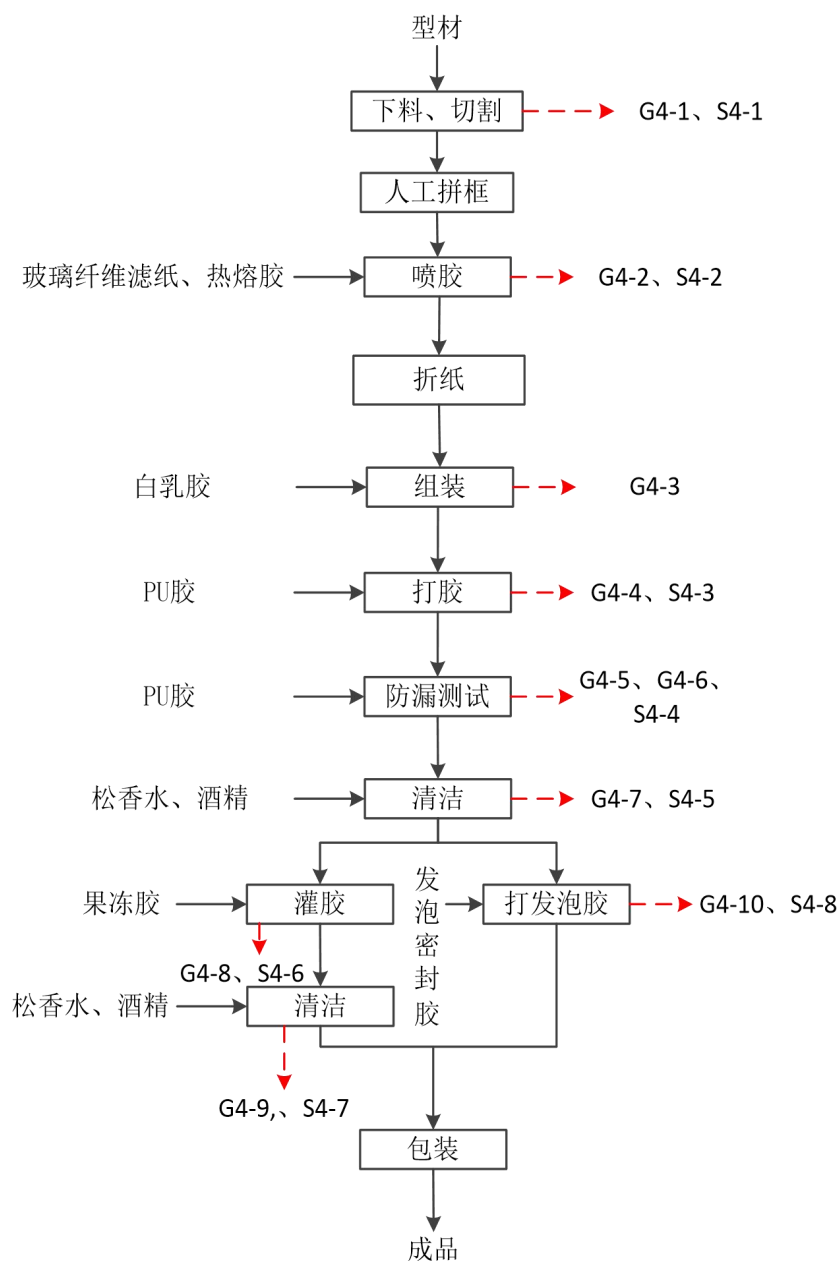 型材
下料、切割
G4-1、S4-1
人工拼框
玻璃纤维滤纸、热熔胶
喷胶
G4-2、S4-2
折纸
白乳胶
组装
G4-3
PU胶
打胶
G4-4、S4-3
PU胶
防漏测试
G4-5、G4-6、
S4-4
松香水、酒精
清洁
G4-7、S4-5
果冻胶
灌胶
G4-8、S4-6
发泡密封胶
打发泡胶
G4-10、S4-8
松香水、酒精
清洁
G4-9,、S4-7
包装
成品